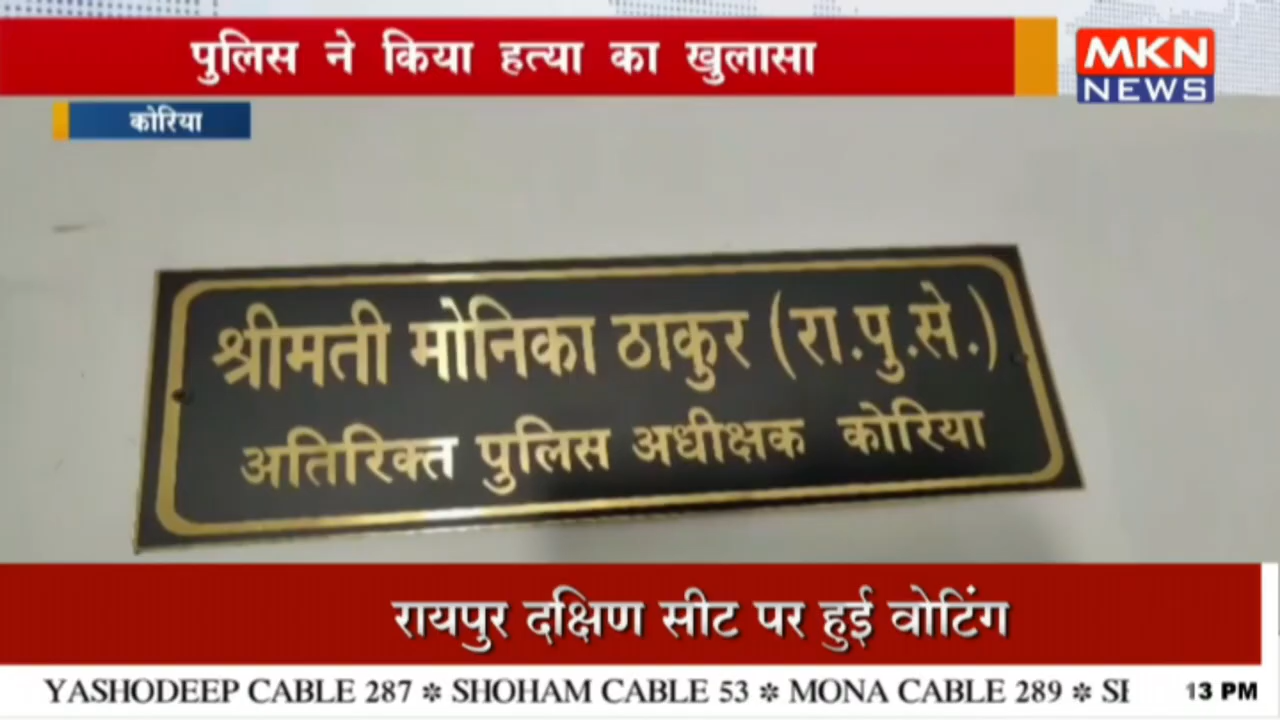 पुलिस ने किया हत्या का खुलासा
MKN
NEWS
कोरिया
श्रीमती मोनिका ठाकुर (रा.पु.से.)
अतिरिक्त पुलिस अधीक्षक कोरिया
रायपुर दक्षिण सीट पर हुई वोटिंग
YASHODEEP CABLE 287 * SHOHAM CABLE 53 * MONA CABLE 289 * 13 PM